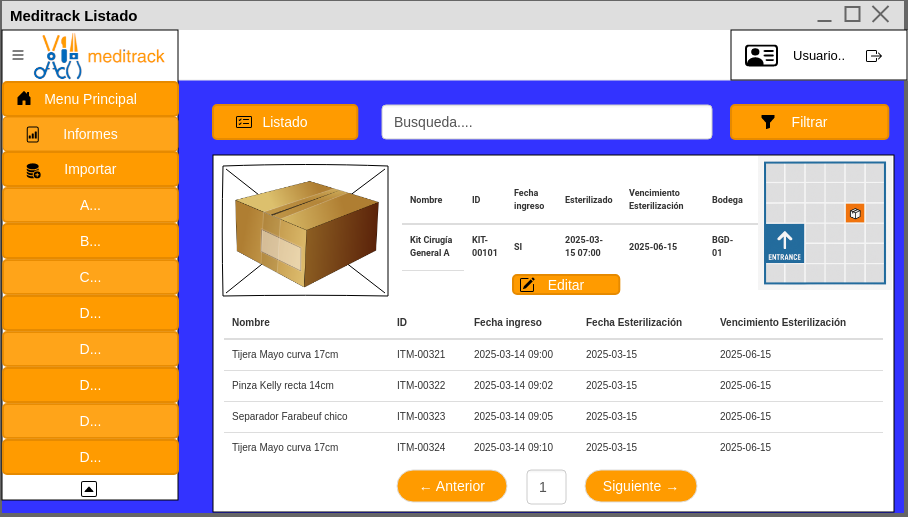 Meditrack Listado
meditrack
Usuario..
Menu Principal
Informes
Importar
A...
B...
C...
D...
D...
D...
D...
D...
Listado
Busqueda....
Filtrar
Nombre ID Fecha ingreso Esterilizado Vencimiento Esterilización Bodega
Kit Cirugía General A KIT-00101 SI 2025-03-15 07:00 2025-06-15 BGD-01
ENTRANCE
Editar
Nombre ID Fecha ingreso Fecha Esterilización Vencimiento Esterilización
Tijera Mayo curva 17cm ITM-00321 2025-03-14 09:00 2025-03-15 2025-06-15
Pinza Kelly recta 14cm ITM-00322 2025-03-14 09:02 2025-03-15 2025-06-15
Separador Farabeuf chico ITM-00323 2025-03-14 09:05 2025-03-15 2025-06-15
Tijera Mayo curva 17cm ITM-00324 2025-03-14 09:10 2025-03-15 2025-06-15
← Anterior 1 Siguiente →